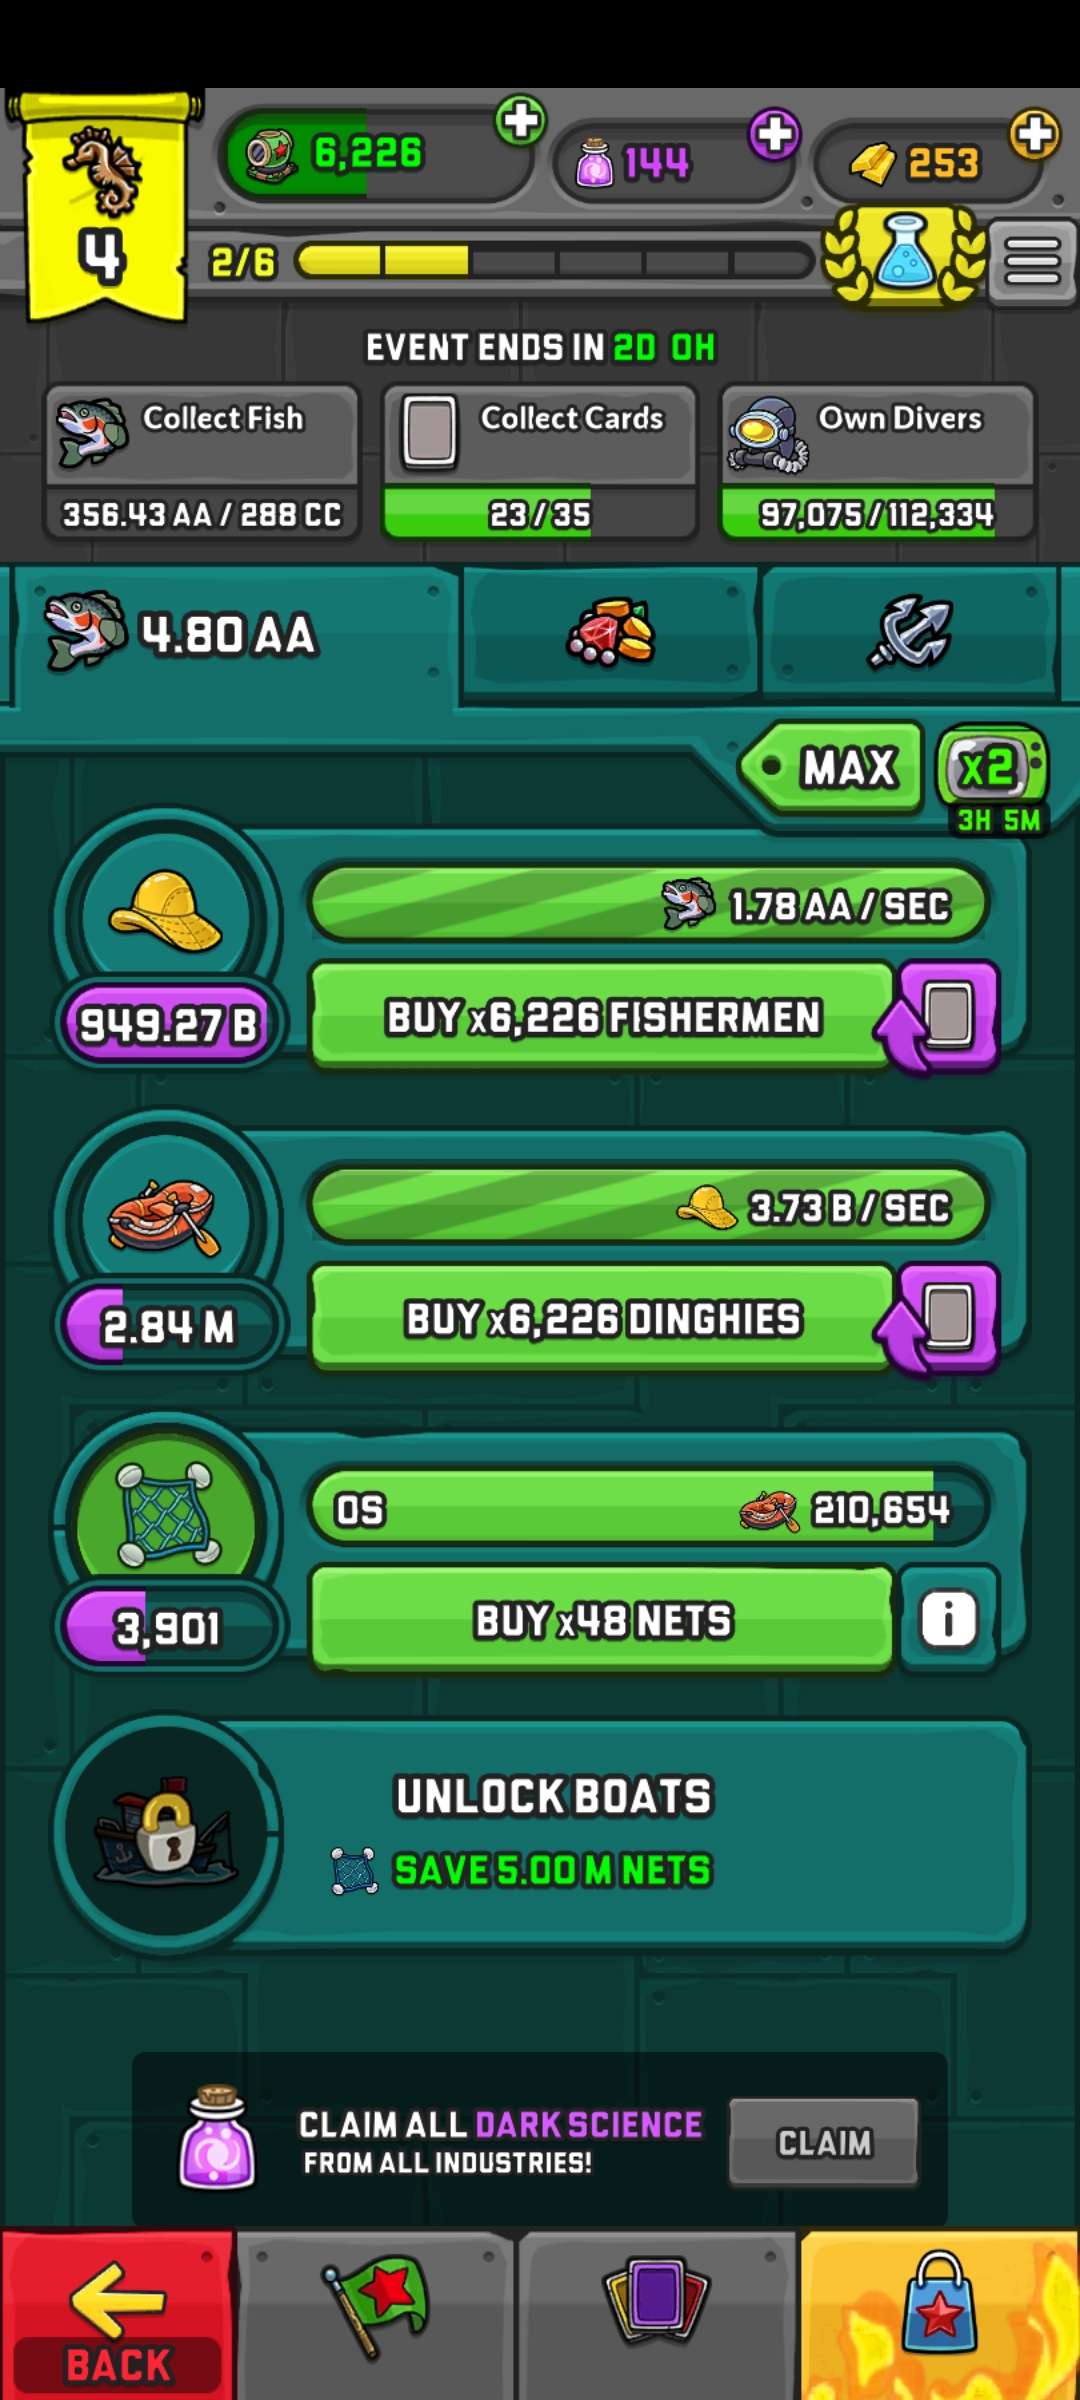 4
6,226
144
253
2/6
EVENT ENDS IN 2D 0H
Collect Fish
356.43 AA / 288 CC
Collect Cards
23 / 35
Own Divers
97,075 / 112,334
4.80 AA
MAX
x2
3H 5M
1.78 AA / SEC
949.27 B
BUY x6,226 FISHERMEN
3.73 B / SEC
2.84 M
BUY x6,226 DINGHIES
0S
210,654
3,901
BUY x48 NETS
i
UNLOCK BOATS
SAVE 5.00 M NETS
CLAIM ALL DARK SCIENCE
FROM ALL INDUSTRIES!
CLAIM
BACK